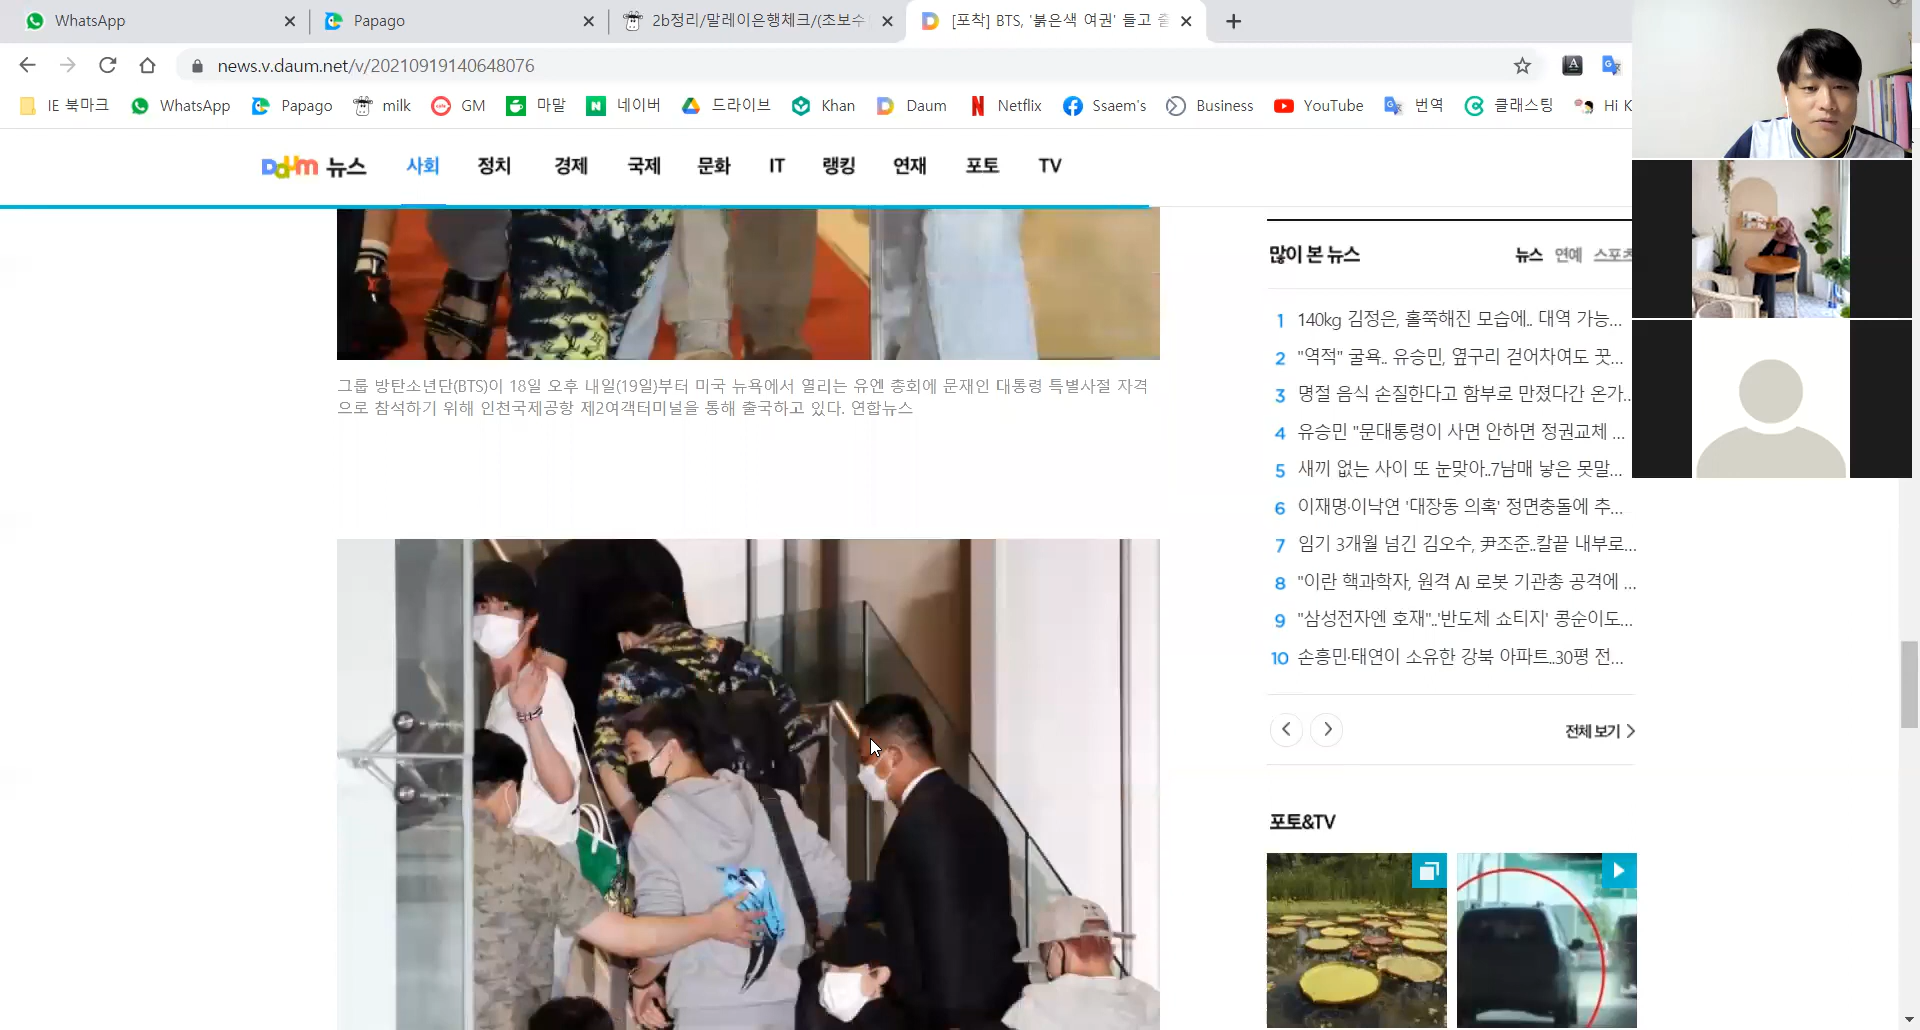 WhatsApp
Papago
2b정리/말레이은행체크/(초보수
[포착] BTS, '붉은색 여권' 들고 출
news.v.daum.net/v/20210919140648076
IE 북마크
WhatsApp
Papago
milk
GM
마말
네이버
드라이브
Khan
Daum
Netflix
Ssaem's
Business
YouTube
번역
클래스팅
Hi K
Daum 뉴스
사회
정치
경제
국제
문화
IT
랭킹
연재
포토
TV
그룹 방탄소년단(BTS)이 18일 오후 내일(19일)부터 미국 뉴욕에서 열리는 유엔 총회에 문재인 대통령 특별사절 자격
으로 참석하기 위해 인천국제공항 제2여객터미널을 통해 출국하고 있다. 연합뉴스
많이 본 뉴스
뉴스 연예 스포츠
1 140kg 김정은, 홀쭉해진 모습에.. 대역 가능...
2 "역적" 굴욕.. 유승민, 옆구리 걷어차여도 꿋...
3 명절 음식 손질한다고 함부로 만졌다간 온가..
4 유승민 "문대통령이 사면 안하면 정권교체 ...
5 새끼 없는 사이 또 눈맞아..7남매 낳은 못말...
6 이재명·이낙연 '대장동 의혹' 정면충돌에 추...
7 임기 3개월 넘긴 김오수, 尹조준..칼끝 내부로...
8 "이란 핵과학자, 원격 AI 로봇 기관총 공격에 ...
9 "삼성전자엔 호재"..'반도체 쇼티지' 콩순이도...
10 손흥민·태연이 소유한 강북 아파트..30평 전...
전체 보기
포토&TV